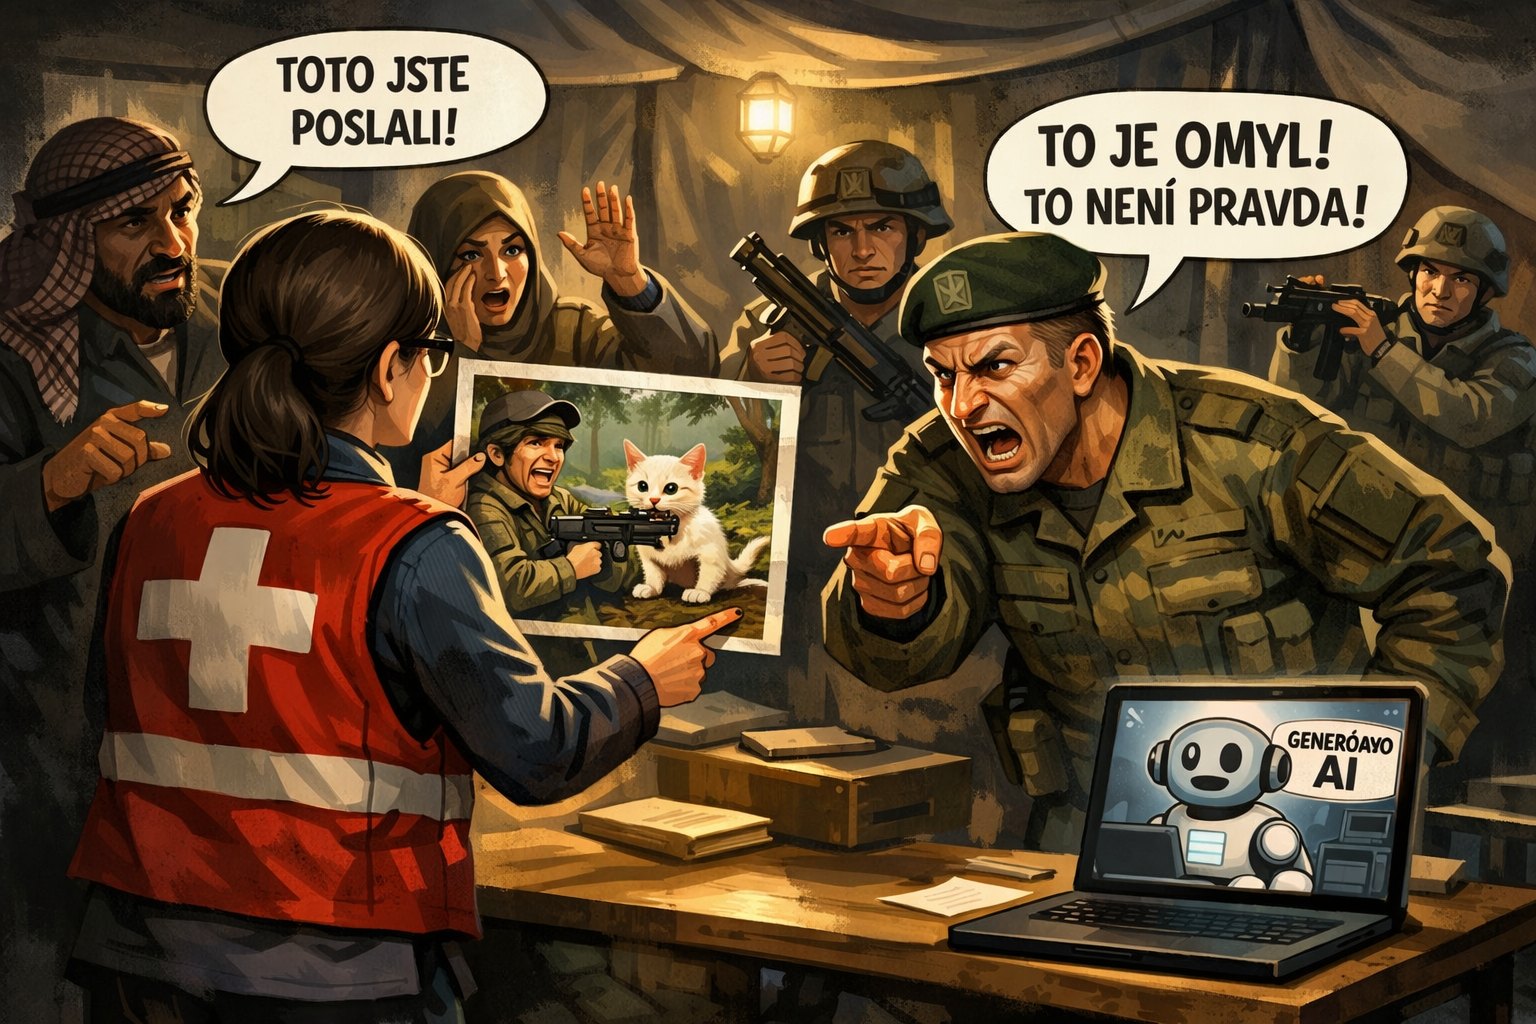 TOTO JSTE
POSLALI!
TO JE OMYL!
TO NENÍ PRAVDA!
GENERÓAYO
AI